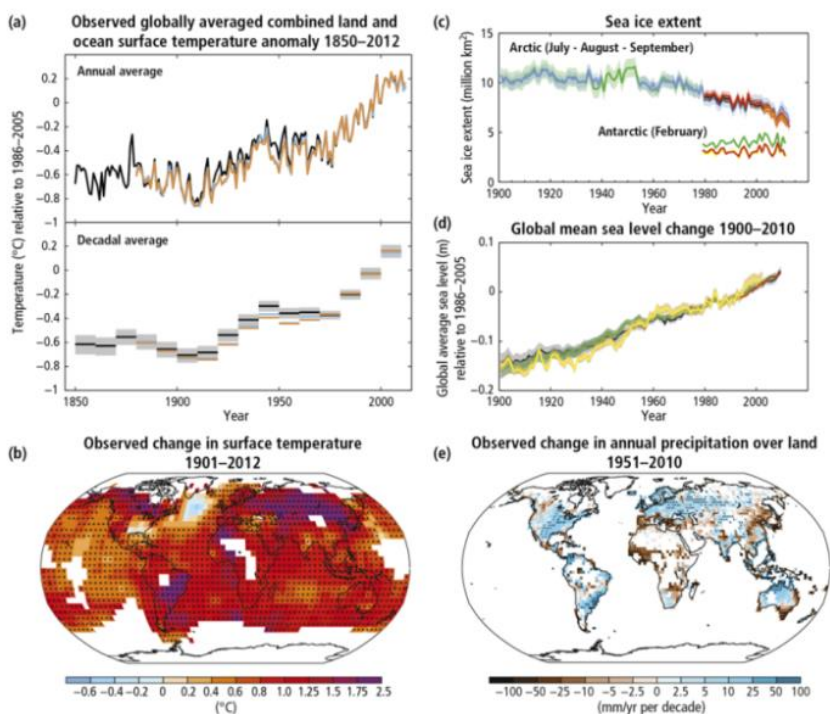 (a)
Observed globally averaged combined land and
ocean surface temperature anomaly 1850–2012
Annual average
0.2
0
−0.2
−0.4
−0.6
−0.8
−1
Temperature (°C) relative to 1986–2005
Decadal average
0.2
0
−0.2
−0.4
−0.6
−0.8
−1
1850
1900
1950
2000
Year
(b)
Observed change in surface temperature
1901–2012
−0.6 −0.4 −0.2 0 0.2 0.4 0.6 0.8 1.0 1.25 1.75 2.5
(°C)
(c)
Sea ice extent
Arctic (July - August - September)
Antarctic (February)
Sea ice extent (million km²)
15
10
5
0
1900 1920 1940 1960 1980 2000
Year
(d)
Global mean sea level change 1900–2010
Global average sea level (m)
relative to 1986–2005
0.1
0
−0.1
−0.2
1900 1920 1940 1960 1980 2000
Year
(e)
Observed change in annual precipitation over land
1951–2010
−100 −50 −25 −10 −5 −2.5 0 2.5 5 10 25 50 100
(mm/yr per decade)